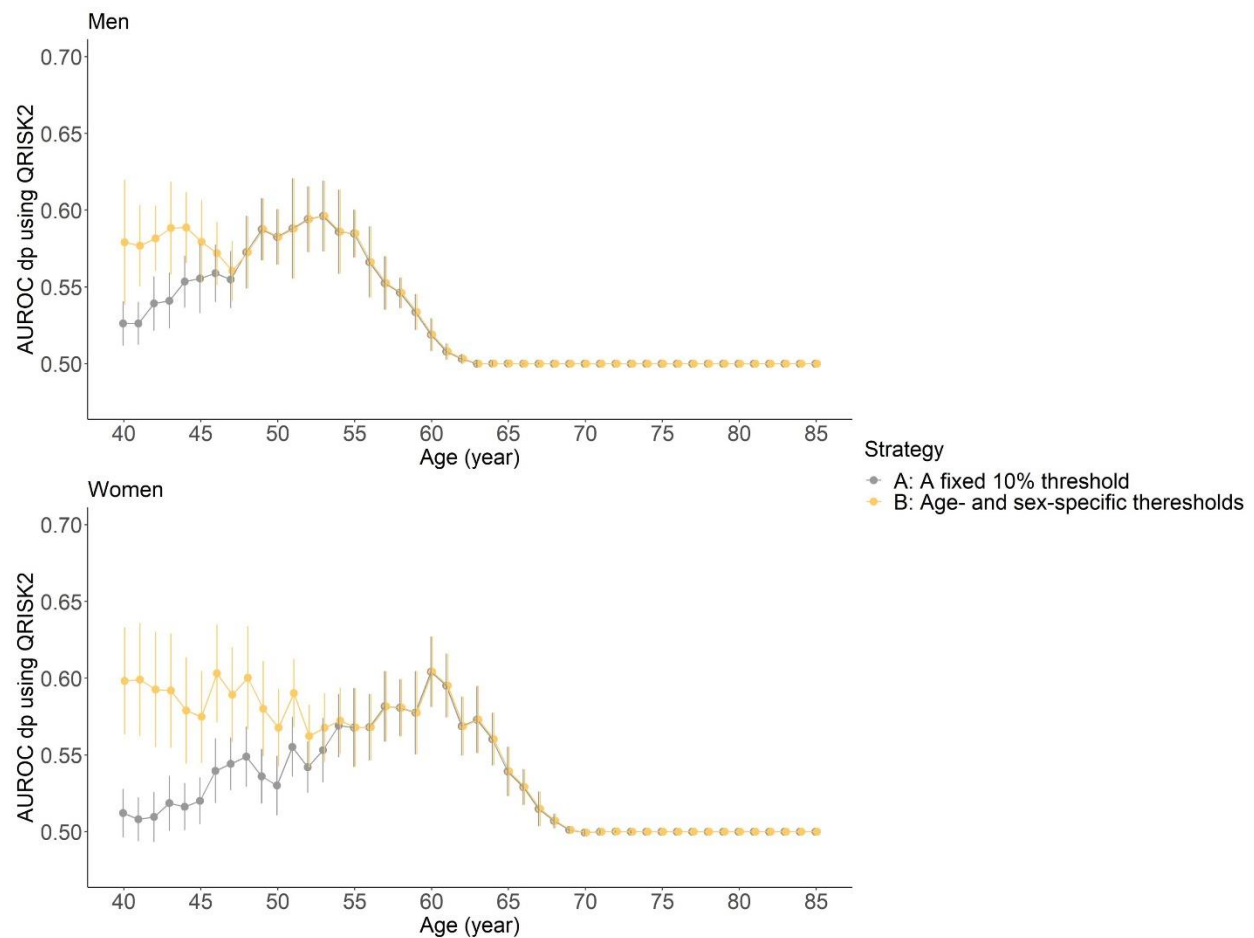 Men
0.70
0.65
0.60
0.55
0.50
AUROC dp using QRISK2
40 45 50 55 60 65 70 75 80 85
Age (year)
Women
0.70
0.65
0.60
0.55
0.50
AUROC dp using QRISK2
40 45 50 55 60 65 70 75 80 85
Age (year)
Strategy
A: A fixed 10% threshold
B: Age- and sex-specific theresholds